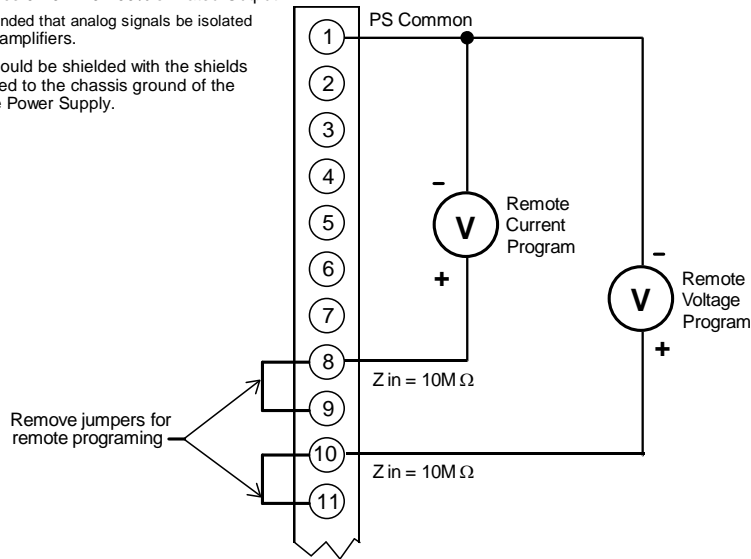 nded that analog signals be isolated
amplifiers.
ould be shielded with the shields
ed to the chassis ground of the
Power Supply.
PS Common
1
2
3
4
5
6
7
8
9
10
11
–
V
+
Remote
Current
Program
–
V
+
Remote
Voltage
Program
Z in = 10M Ω
Z in = 10M Ω
Remove jumpers for
remote programing